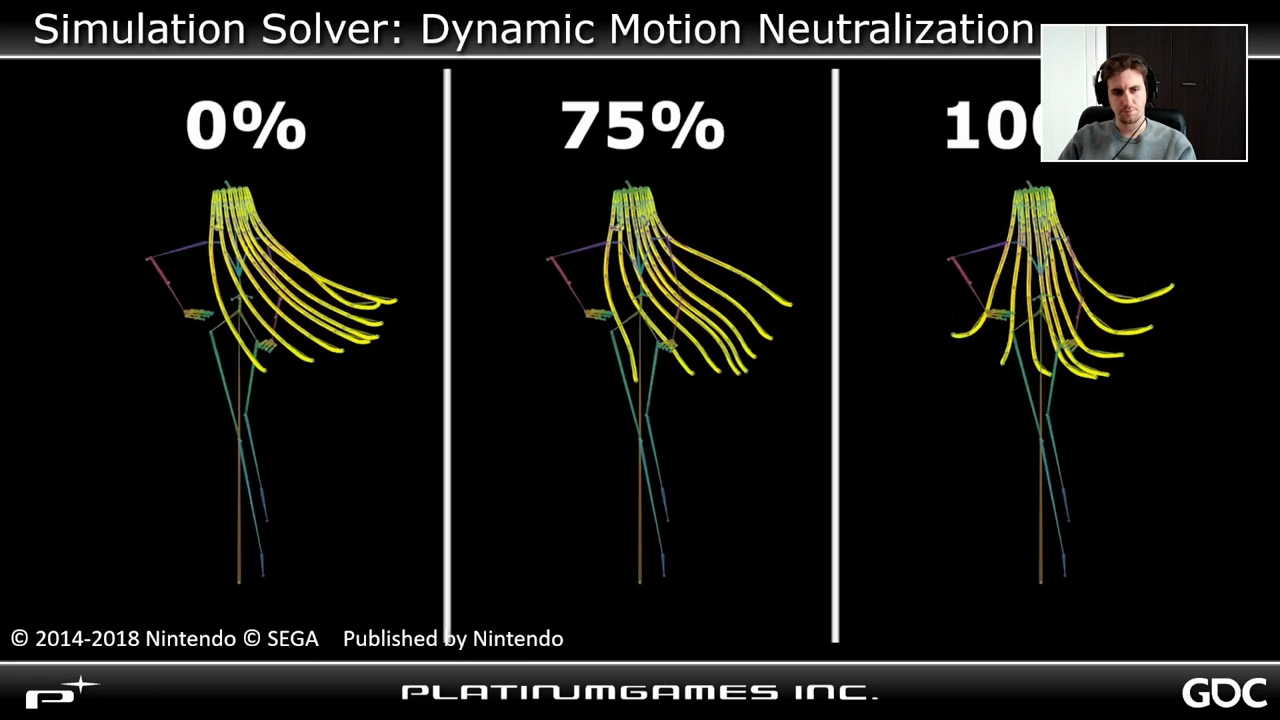 Simulation Solver: Dynamic Motion Neutralization
0%
75%
© 2014-2018 Nintendo © SEGA Published by Nintendo
PLATINUMGAMES INC.
GDC